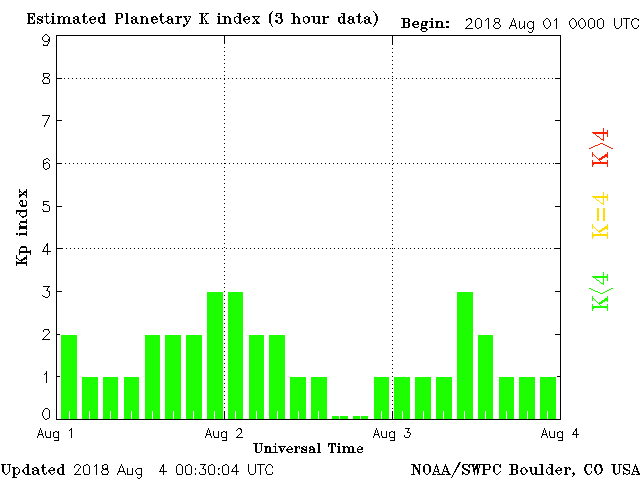 Estimated Planetary K index (3 hour data) Begin: 2018 Aug 01 0000 UTC
9
8
7
6
5
4
3
2
1
0
Kp index
K>4
K=4
K<4
Aug 1 Aug 2 Aug 3 Aug 4
Universal Time
Updated 2018 Aug 4 00:30:04 UTC NOAA/SWPC Boulder, CO USA